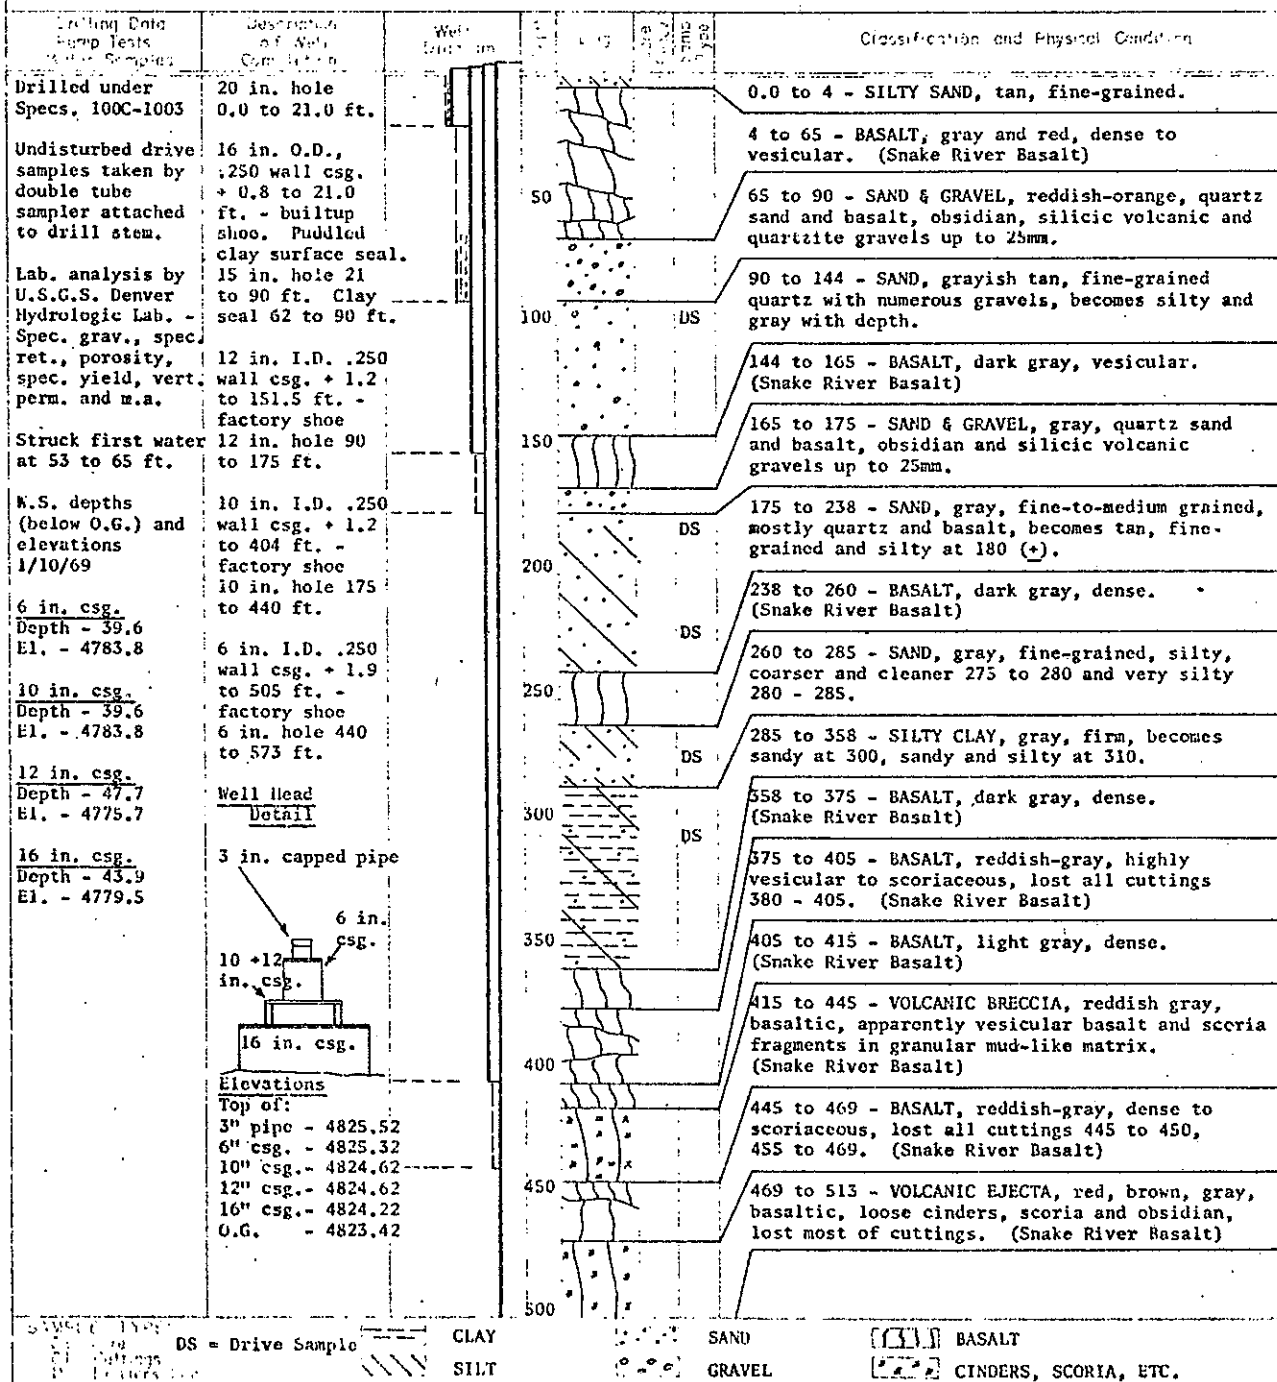 Drilling Data
Pump Tests
Water Samples
Description
of Well
Completion
Well
Diagram
Log
Classification and Physical Condition
Drilled under
Specs. 100C-1003
Undisturbed drive
samples taken by
double tube
sampler attached
to drill stem.
Lab. analysis by
U.S.G.S. Denver
Hydrologic Lab. -
Spec. grav., spec.
ret., porosity,
spec. yield, vert.
perm. and m.a.
Struck first water
at 53 to 65 ft.
W.S. depths
(below O.G.) and
elevations
1/10/69
6 in. csg.
Depth - 39.6
El. - 4783.8
10 in. csg.
Depth - 39.6
El. - 4783.8
12 in. csg.
Depth - 47.7
El. - 4775.7
16 in. csg.
Depth - 43.9
El. - 4779.5
20 in. hole
0.0 to 21.0 ft.
16 in. O.D.,
.250 wall csg.
+ 0.8 to 21.0
ft. - builtup
shoe. Puddled
clay surface seal.
15 in. hole 21
to 90 ft. Clay
seal 62 to 90 ft.
12 in. I.D. .250
wall csg. + 1.2
to 151.5 ft. -
factory shoe
12 in. hole 90
to 175 ft.
10 in. I.D. .250
wall csg. + 1.2
to 404 ft. -
factory shoe
10 in. hole 175
to 440 ft.
6 in. I.D. .250
wall csg. + 1.9
to 505 ft. -
factory shoe
6 in. hole 440
to 573 ft.
Well Head
Detail
3 in. capped pipe
6 in.
csg.
10 +12
in. csg.
16 in. csg.
Elevations
Top of:
3" pipe - 4825.52
6" csg. - 4825.32
10" csg.- 4824.62
12" csg.- 4824.62
16" csg.- 4824.22
O.G. - 4823.42
50
100
150
200
250
300
350
400
450
500
DS
DS
DS
DS
DS
0.0 to 4 - SILTY SAND, tan, fine-grained.
4 to 65 - BASALT, gray and red, dense to
vesicular. (Snake River Basalt)
65 to 90 - SAND & GRAVEL, reddish-orange, quartz
sand and basalt, obsidian, silicic volcanic and
quartzite gravels up to 25mm.
90 to 144 - SAND, grayish tan, fine-grained
quartz with numerous gravels, becomes silty and
gray with depth.
144 to 165 - BASALT, dark gray, vesicular.
(Snake River Basalt)
165 to 175 - SAND & GRAVEL, gray, quartz sand
and basalt, obsidian and silicic volcanic
gravels up to 25mm.
175 to 238 - SAND, gray, fine-to-medium grained,
mostly quartz and basalt, becomes tan, fine-
grained and silty at 180 (±).
238 to 260 - BASALT, dark gray, dense.
(Snake River Basalt)
260 to 285 - SAND, gray, fine-grained, silty,
coarser and cleaner 275 to 280 and very silty
280 - 285.
285 to 358 - SILTY CLAY, gray, firm, becomes
sandy at 300, sandy and silty at 310.
358 to 375 - BASALT, dark gray, dense.
(Snake River Basalt)
375 to 405 - BASALT, reddish-gray, highly
vesicular to scoriaceous, lost all cuttings
380 - 405. (Snake River Basalt)
405 to 415 - BASALT, light gray, dense.
(Snake River Basalt)
415 to 445 - VOLCANIC BRECCIA, reddish gray,
basaltic, apparently vesicular basalt and scoria
fragments in granular mud-like matrix.
(Snake River Basalt)
445 to 469 - BASALT, reddish-gray, dense to
scoriaceous, lost all cuttings 445 to 450,
455 to 469. (Snake River Basalt)
469 to 513 - VOLCANIC EJECTA, red, brown, gray,
basaltic, loose cinders, scoria and obsidian,
lost most of cuttings. (Snake River Basalt)
SAMPLE TYPE
DS = Drive Sample
CLAY
SILT
SAND
GRAVEL
BASALT
CINDERS, SCORIA, ETC.